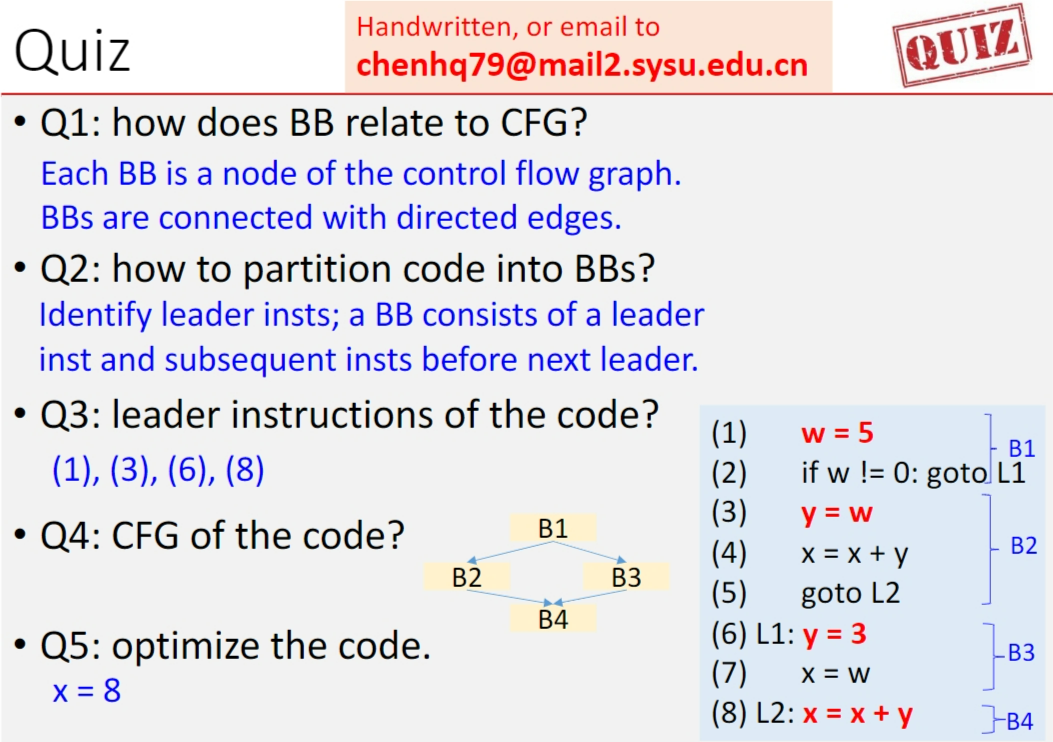 Quiz
Handwritten, or email to
chenhq79@mail2.sysu.edu.cn
QUIZ
• Q1: how does BB relate to CFG?
Each BB is a node of the control flow graph.
BBs are connected with directed edges.
• Q2: how to partition code into BBs?
Identify leader insts; a BB consists of a leader
inst and subsequent insts before next leader.
• Q3: leader instructions of the code?
(1), (3), (6), (8)
• Q4: CFG of the code?
B1
B2 B3
B4
• Q5: optimize the code.
x = 8
(1) w = 5
B1
(2) if w != 0: goto L1
(3) y = w
B2
(4) x = x + y
(5) goto L2
(6) L1: y = 3
B3
(7) x = w
(8) L2: x = x + y
B4